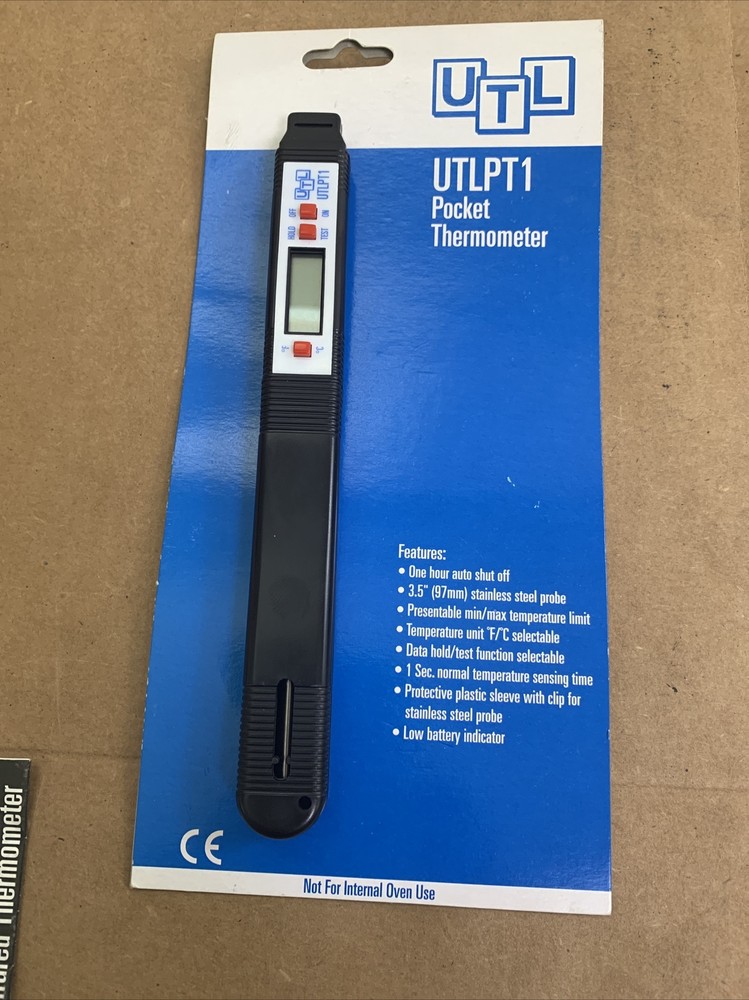 UTL
UTLPT1
Pocket
Thermometer
UTL
UTLPT1
OFF
ON
HOLD
TEST
°F
°C
Features:
• One hour auto shut off
• 3.5" (97mm) stainless steel probe
• Presentable min/max temperature limit
• Temperature unit °F/°C selectable
• Data hold/test function selectable
• 1 Sec. normal temperature sensing time
• Protective plastic sleeve with clip for
stainless steel probe
• Low battery indicator
CE
Not For Internal Oven Use
Thermometer